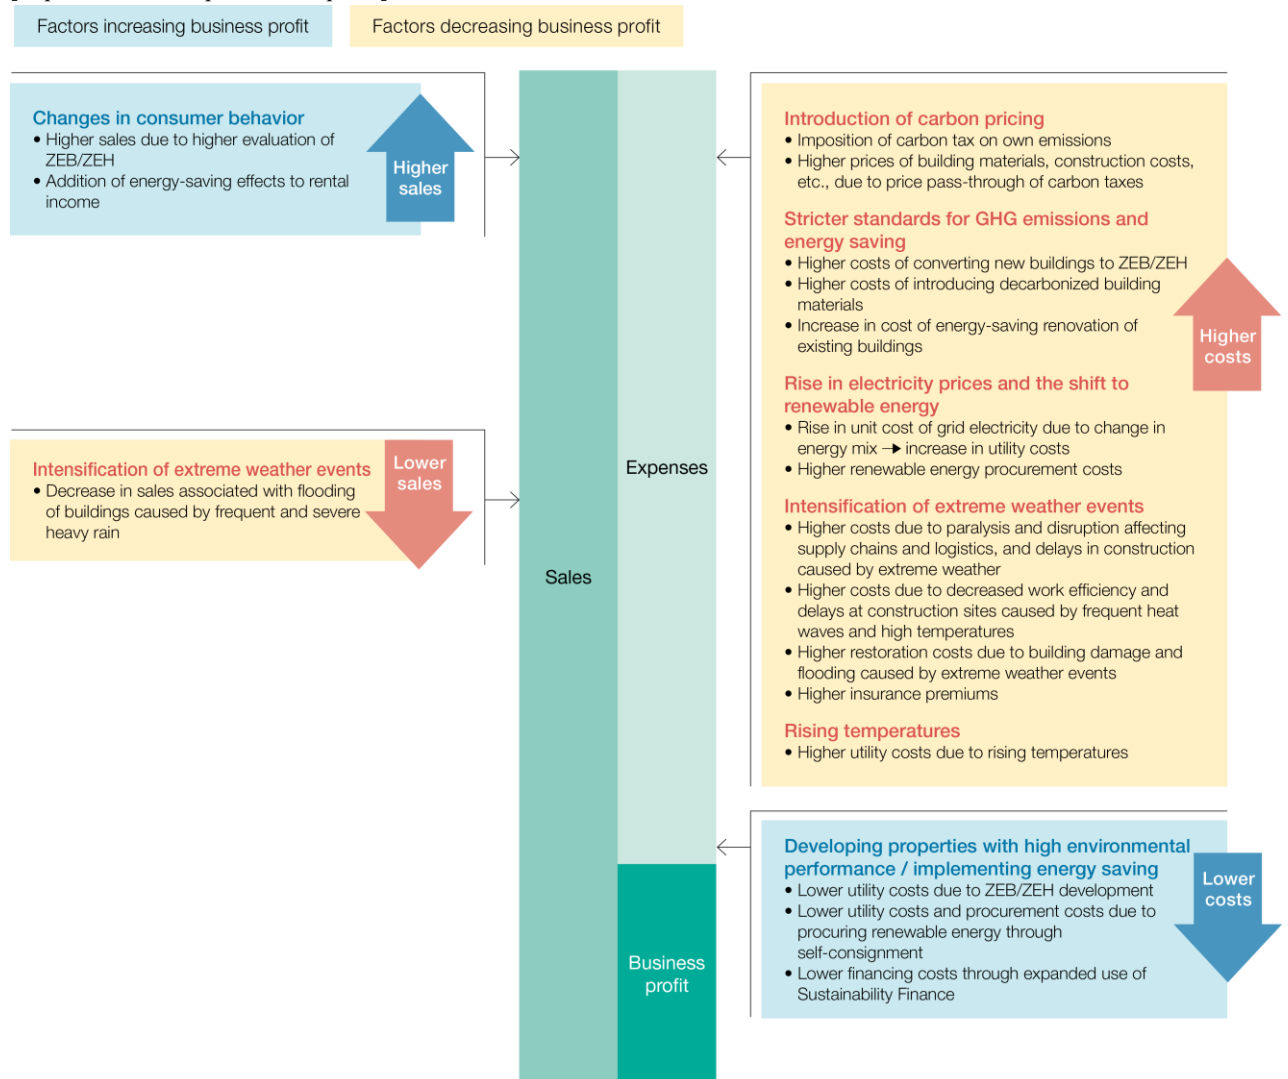 Factors increasing business profit
Factors decreasing business profit
Changes in consumer behavior
• Higher sales due to higher evaluation of
ZEB/ZEH
• Addition of energy-saving effects to rental
income
Higher
sales
Intensification of extreme weather events
• Decrease in sales associated with flooding
of buildings caused by frequent and severe
heavy rain
Lower
sales
Sales
Expenses
Business
profit
Introduction of carbon pricing
• Imposition of carbon tax on own emissions
• Higher prices of building materials, construction costs,
etc., due to price pass-through of carbon taxes
Stricter standards for GHG emissions and
energy saving
• Higher costs of converting new buildings to ZEB/ZEH
• Higher costs of introducing decarbonized building
materials
• Increase in cost of energy-saving renovation of
existing buildings
Rise in electricity prices and the shift to
renewable energy
• Rise in unit cost of grid electricity due to change in
energy mix → increase in utility costs
• Higher renewable energy procurement costs
Intensification of extreme weather events
• Higher costs due to paralysis and disruption affecting
supply chains and logistics, and delays in construction
caused by extreme weather
• Higher costs due to decreased work efficiency and
delays at construction sites caused by frequent heat
waves and high temperatures
• Higher restoration costs due to building damage and
flooding caused by extreme weather events
• Higher insurance premiums
Rising temperatures
• Higher utility costs due to rising temperatures
Higher
costs
Developing properties with high environmental
performance / implementing energy saving
• Lower utility costs due to ZEB/ZEH development
• Lower utility costs and procurement costs due to
procuring renewable energy through
self-consignment
• Lower financing costs through expanded use of
Sustainability Finance
Lower
costs